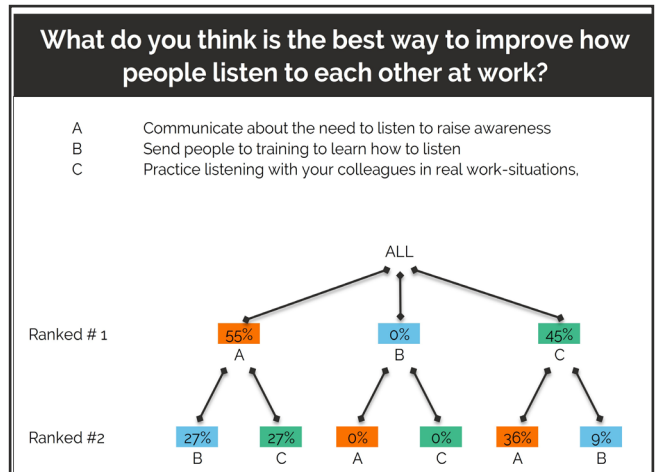 What do you think is the best way to improve how
people listen to each other at work?
A Communicate about the need to listen to raise awareness
B Send people to training to learn how to listen
C Practice listening with your colleagues in real work-situations,
ALL
Ranked # 1 55% 0% 45%
A B C
Ranked #2 27% 27% 0% 0% 36% 9%
B C A C A B